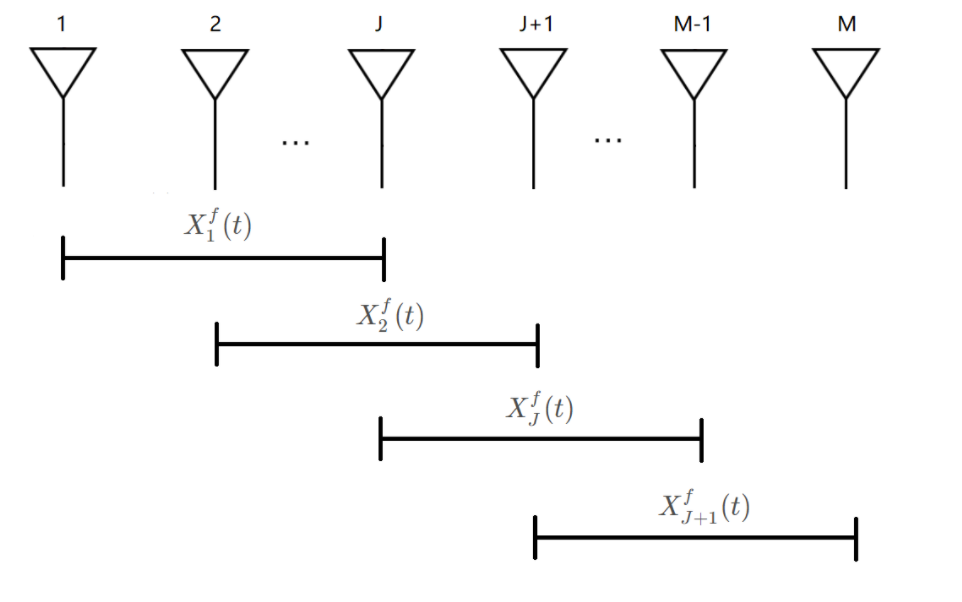 1 2 J J+1 M-1 M
... ...
$X_1^f(t)$
$X_2^f(t)$
$X_J^f(t)$
$X_{J+1}^f(t)$